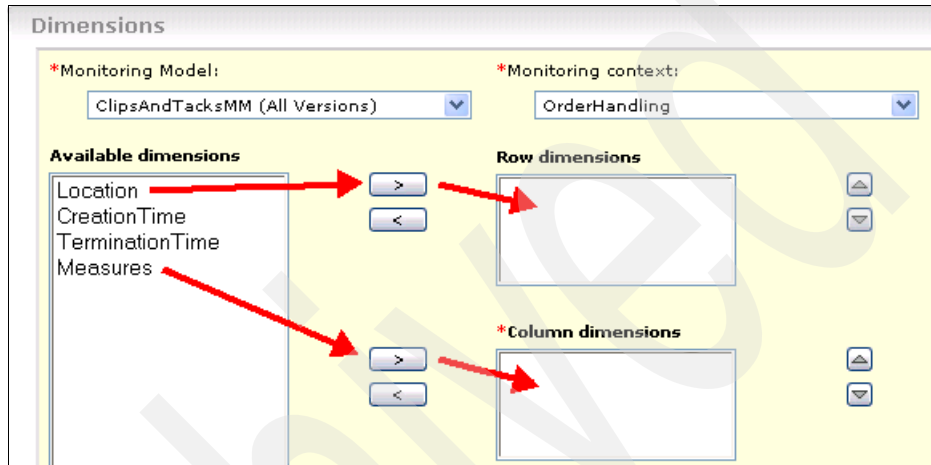 Dimensions
*Monitoring Model:
*Monitoring context:
ClipsAndTacksMM (All Versions)
OrderHandling
Available dimensions
Row dimensions
Location
CreationTime
TerminationTime
Measures
>
<
*Column dimensions
>
<